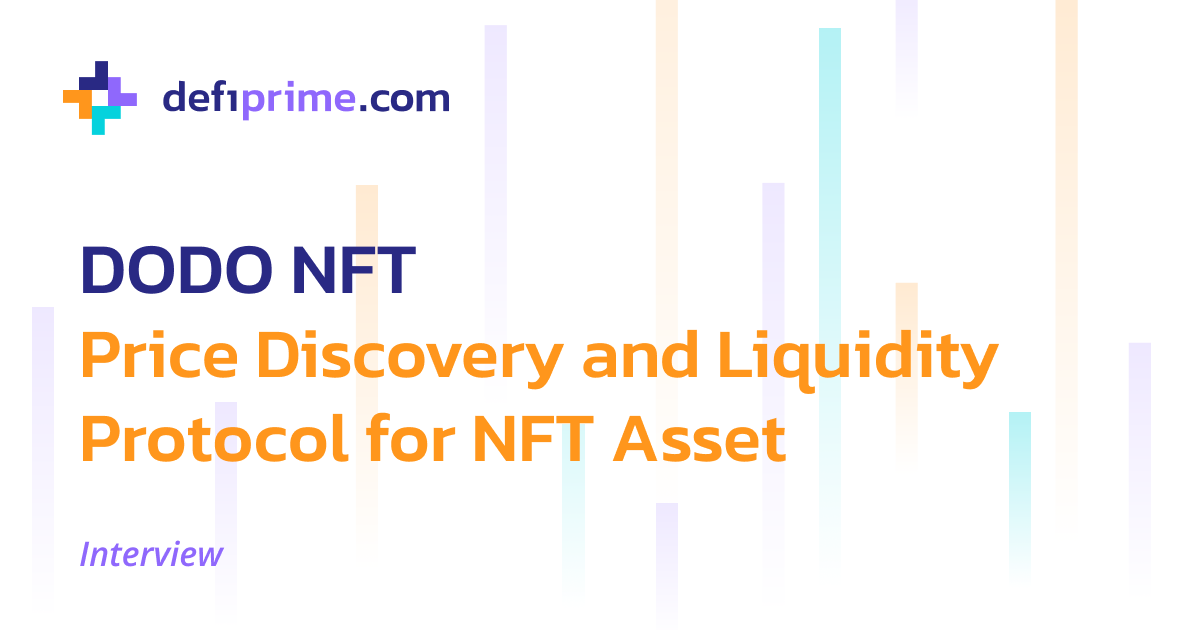 defiprime.com
DODO NFT
Price Discovery and Liquidity
Protocol for NFT Asset
Interview